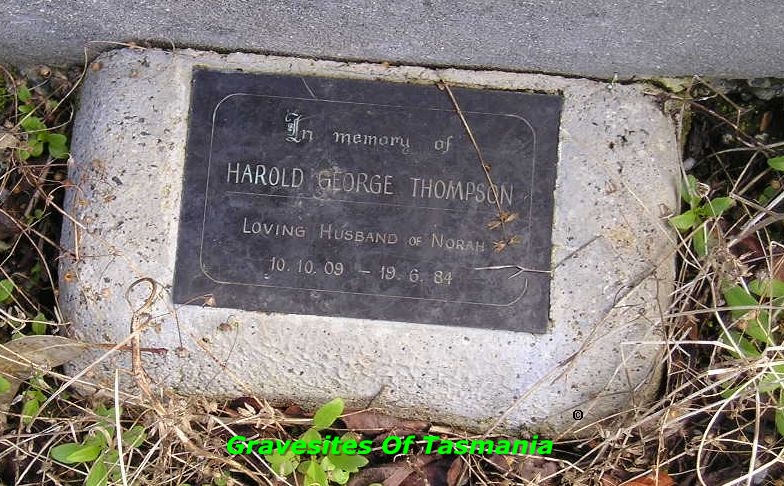 In memory of
HAROLD GEORGE THOMPSON
LOVING HUSBAND OF NORAH
10.10.09 – 19.6.84
©
Gravesites Of Tasmania